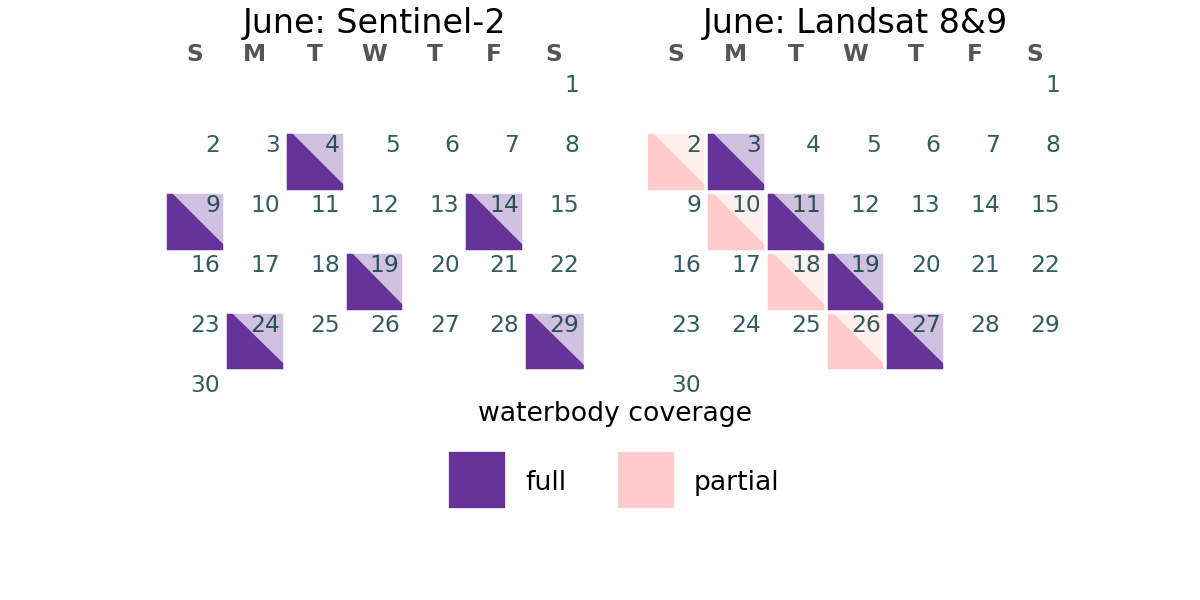 June: Sentinel-2
S M T W T F S
1
2 3 4 5 6 7 8
9 10 11 12 13 14 15
16 17 18 19 20 21 22
23 24 25 26 27 28 29
30
June: Landsat 8&9
S M T W T F S
1
2 3 4 5 6 7 8
9 10 11 12 13 14 15
16 17 18 19 20 21 22
23 24 25 26 27 28 29
30
waterbody coverage
full
partial